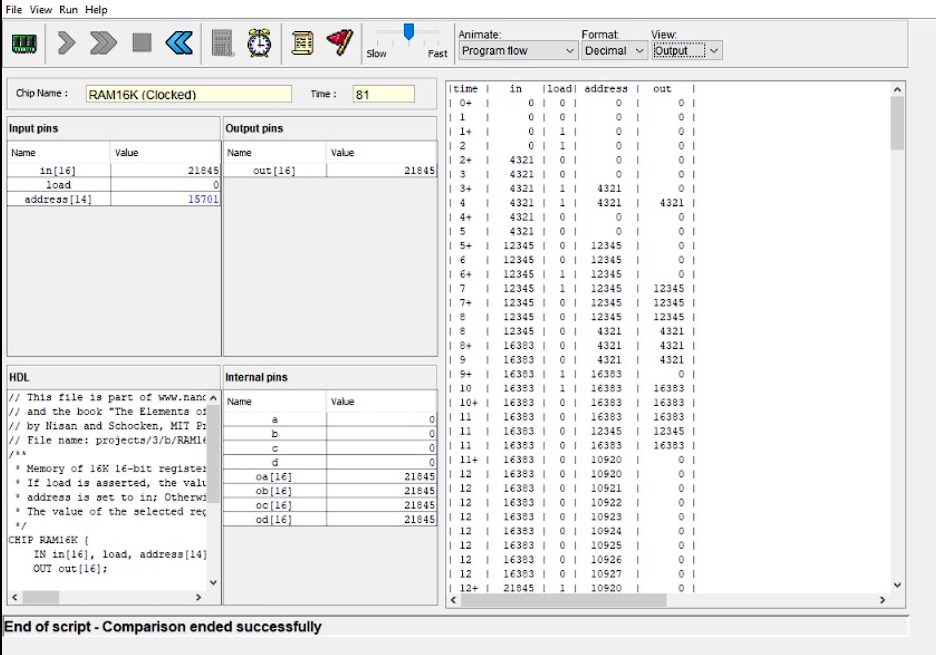 File View Run Help
Slow Fast
Animate: Format: View:
Program flow Decimal Output
Chip Name : RAM16K (Clocked) Time : 81
Input pins
Name Value
in[16] 21845
load 0
address[14] 15701
Output pins
Name Value
out[16] 21845
HDL
// This file is part of www.nand
// and the book "The Elements of
// by Nisan and Schocken, MIT Pr
// File name: projects/3/b/RAM16
/**
* Memory of 16K 16-bit register
* If load is asserted, the valu
* address is set to in; Otherwi
* The value of the selected reg
*/
CHIP RAM16K {
IN in[16], load, address[14]
OUT out[16];
Internal pins
Name Value
a 0
b 0
c 0
d 0
oa[16] 21845
ob[16] 21845
oc[16] 21845
od[16] 21845
|time | in |load| address | out |
| 0+ | 0 | 0 | 0 | 0 |
| 1 | 0 | 0 | 0 | 0 |
| 1+ | 0 | 1 | 0 | 0 |
| 2 | 0 | 1 | 0 | 0 |
| 2+ | 4321 | 0 | 0 | 0 |
| 3 | 4321 | 0 | 0 | 0 |
| 3+ | 4321 | 1 | 4321 | 0 |
| 4 | 4321 | 1 | 4321 | 4321 |
| 4+ | 4321 | 0 | 0 | 0 |
| 5 | 4321 | 0 | 0 | 0 |
| 5+ | 12345 | 0 | 12345 | 0 |
| 6 | 12345 | 0 | 12345 | 0 |
| 6+ | 12345 | 1 | 12345 | 0 |
| 7 | 12345 | 1 | 12345 | 12345 |
| 7+ | 12345 | 0 | 12345 | 12345 |
| 8 | 12345 | 0 | 12345 | 12345 |
| 8 | 12345 | 0 | 4321 | 4321 |
| 8+ | 16383 | 0 | 4321 | 4321 |
| 9 | 16383 | 0 | 4321 | 4321 |
| 9+ | 16383 | 1 | 16383 | 0 |
| 10 | 16383 | 1 | 16383 | 16383 |
| 10+ | 16383 | 0 | 16383 | 16383 |
| 11 | 16383 | 0 | 16383 | 16383 |
| 11 | 16383 | 0 | 12345 | 12345 |
| 11 | 16383 | 0 | 16383 | 16383 |
| 11+ | 16383 | 0 | 10920 | 0 |
| 12 | 16383 | 0 | 10920 | 0 |
| 12 | 16383 | 0 | 10921 | 0 |
| 12 | 16383 | 0 | 10922 | 0 |
| 12 | 16383 | 0 | 10923 | 0 |
| 12 | 16383 | 0 | 10924 | 0 |
| 12 | 16383 | 0 | 10925 | 0 |
| 12 | 16383 | 0 | 10926 | 0 |
| 12 | 16383 | 0 | 10927 | 0 |
| 12+ | 21845 | 1 | 10920 | 0 |
End of script - Comparison ended successfully